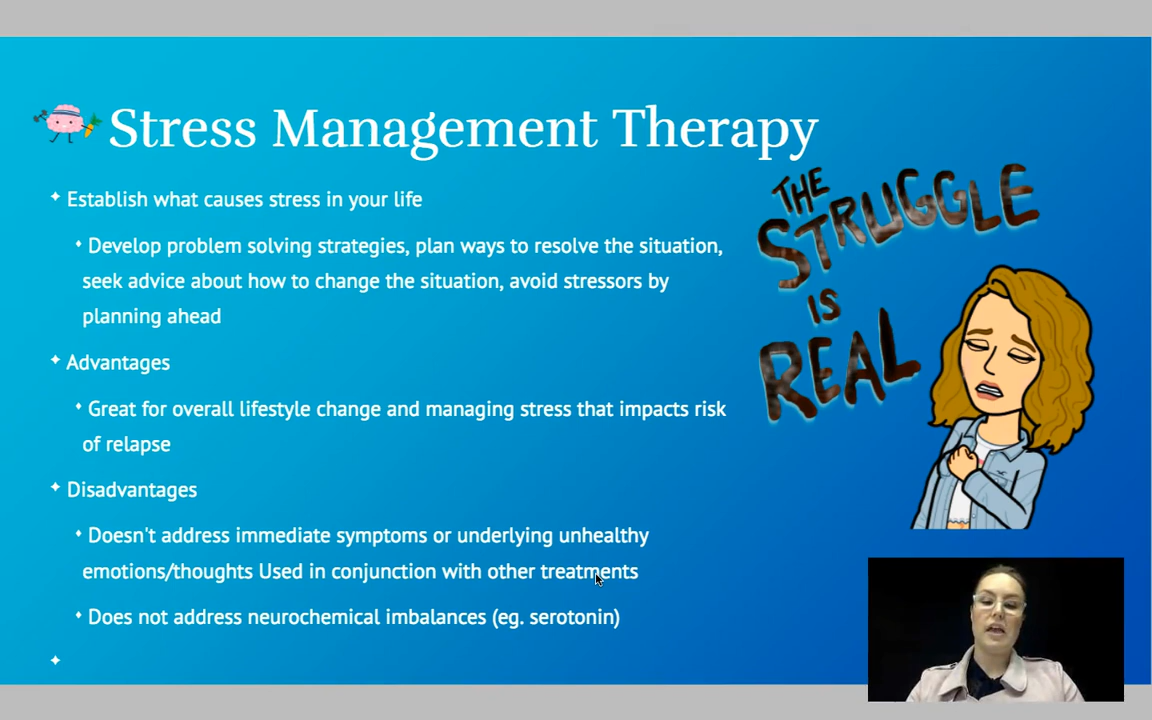 Stress Management Therapy
Establish what causes stress in your life
Develop problem solving strategies, plan ways to resolve the situation,
seek advice about how to change the situation, avoid stressors by
planning ahead
Advantages
Great for overall lifestyle change and managing stress that impacts risk
of relapse
Disadvantages
Doesn't address immediate symptoms or underlying unhealthy
emotions/thoughts Used in conjunction with other treatments
Does not address neurochemical imbalances (eg. serotonin)
THE
STRUGGLE
IS
REAL